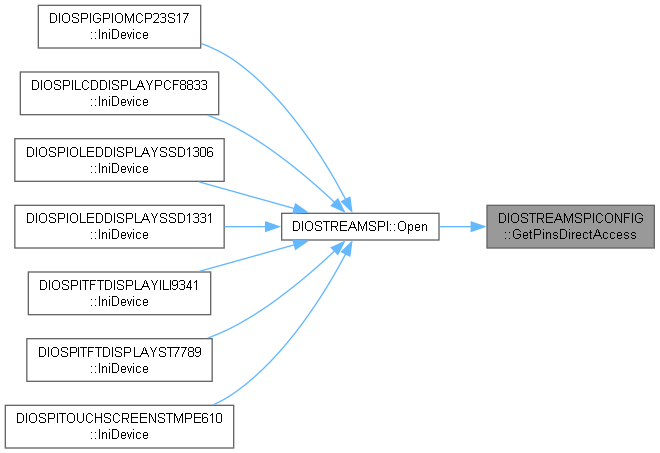 DIOSPIGPIOMCP23S17
::IniDevice
DIOSPILCDDISPLAYPCF8833
::IniDevice
DIOSPIOLEDDISPLAYSSD1306
::IniDevice
DIOSPIOLEDDISPLAYSSD1331
::IniDevice
DIOSPITFTDISPLAYILI9341
::IniDevice
DIOSPITFTDISPLAYST7789
::IniDevice
DIOSPITOUCHSCREENSTMPE610
::IniDevice
DIOSTREAMSPI::Open
DIOSTREAMSPICONFIG
::GetPinsDirectAccess